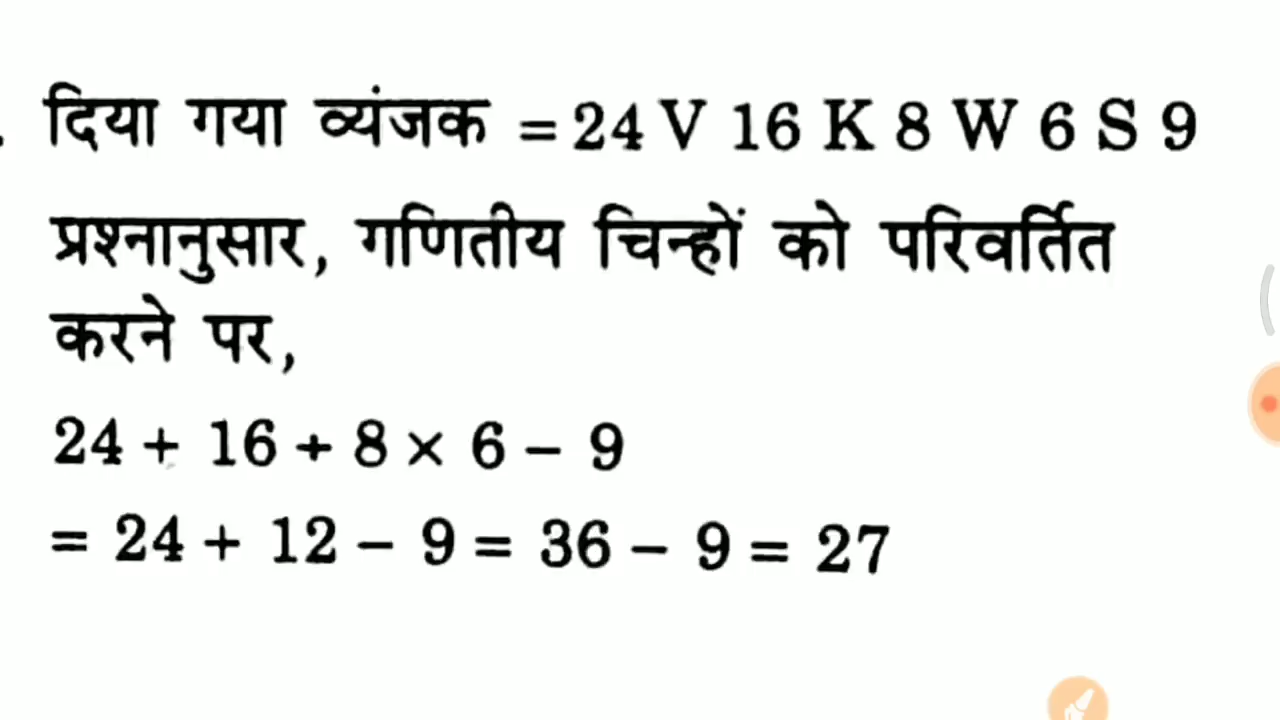 . दिया गया व्यंजक = 24 V 16 K 8 W 6 S 9
प्रश्नानुसार, गणितीय चिन्हों को परिवर्तित
करने पर,
24 + 16 + 8 × 6 – 9
= 24 + 12 – 9 = 36 – 9 = 27